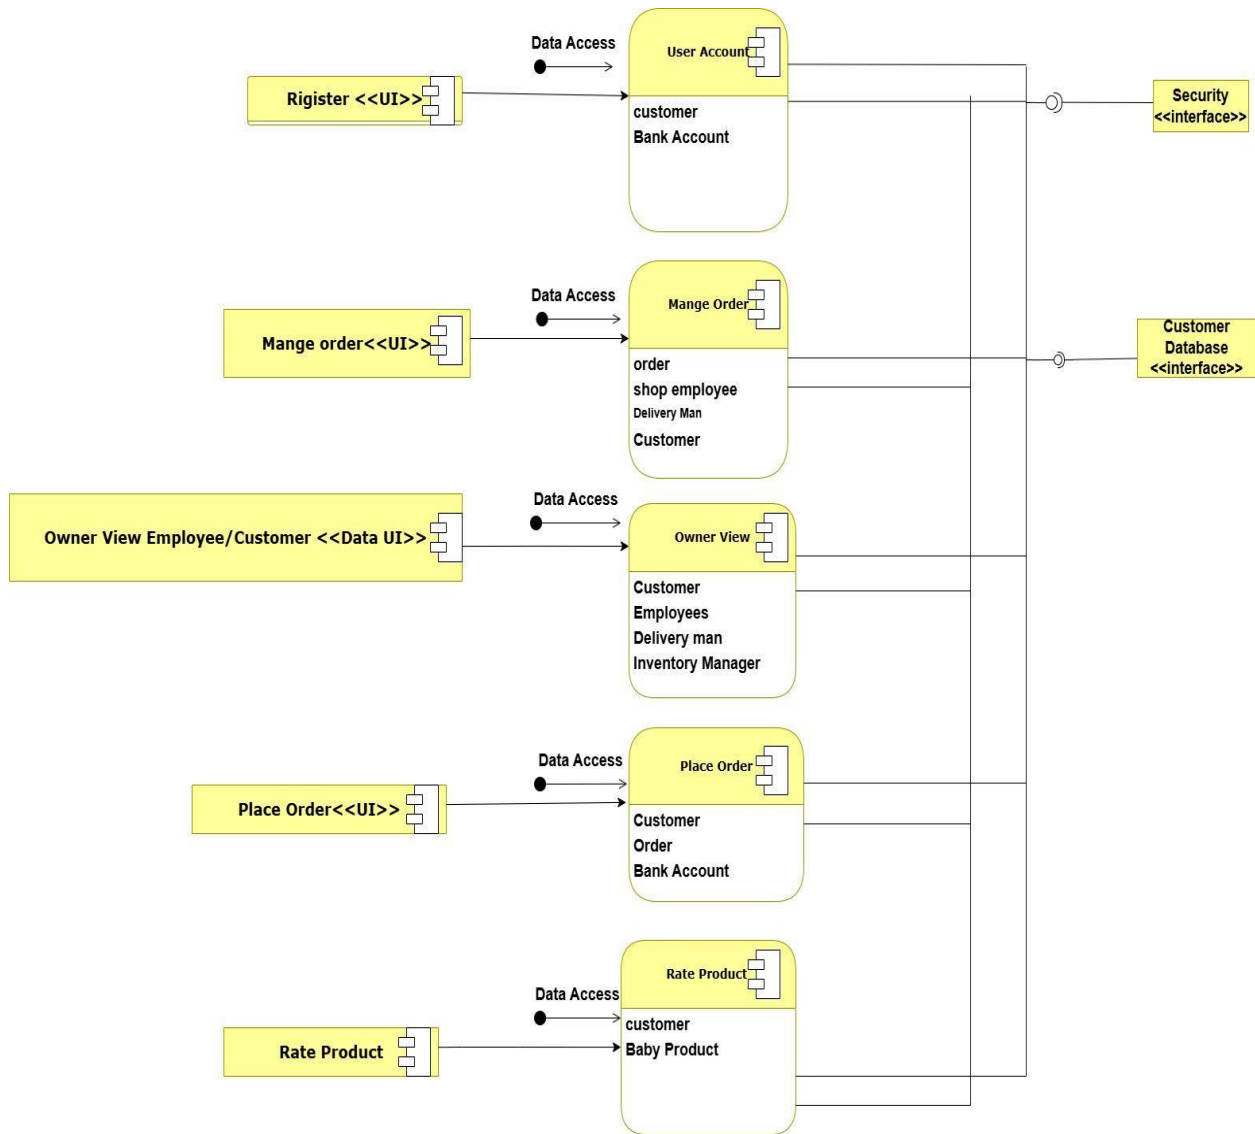 Data Access
User Account
Rigister <<UI>>
customer
Bank Account
Security
<<interface>>
Data Access
Mange Order
Mange order<<UI>>
order
shop employee
Delivery Man
Customer
Customer
Database
<<interface>>
Data Access
Owner View
Owner View Employee/Customer <<Data UI>>
Customer
Employees
Delivery man
Inventory Manager
Data Access
Place Order
Place Order<<UI>>
Customer
Order
Bank Account
Rate Product
Data Access
customer
Baby Product
Rate Product